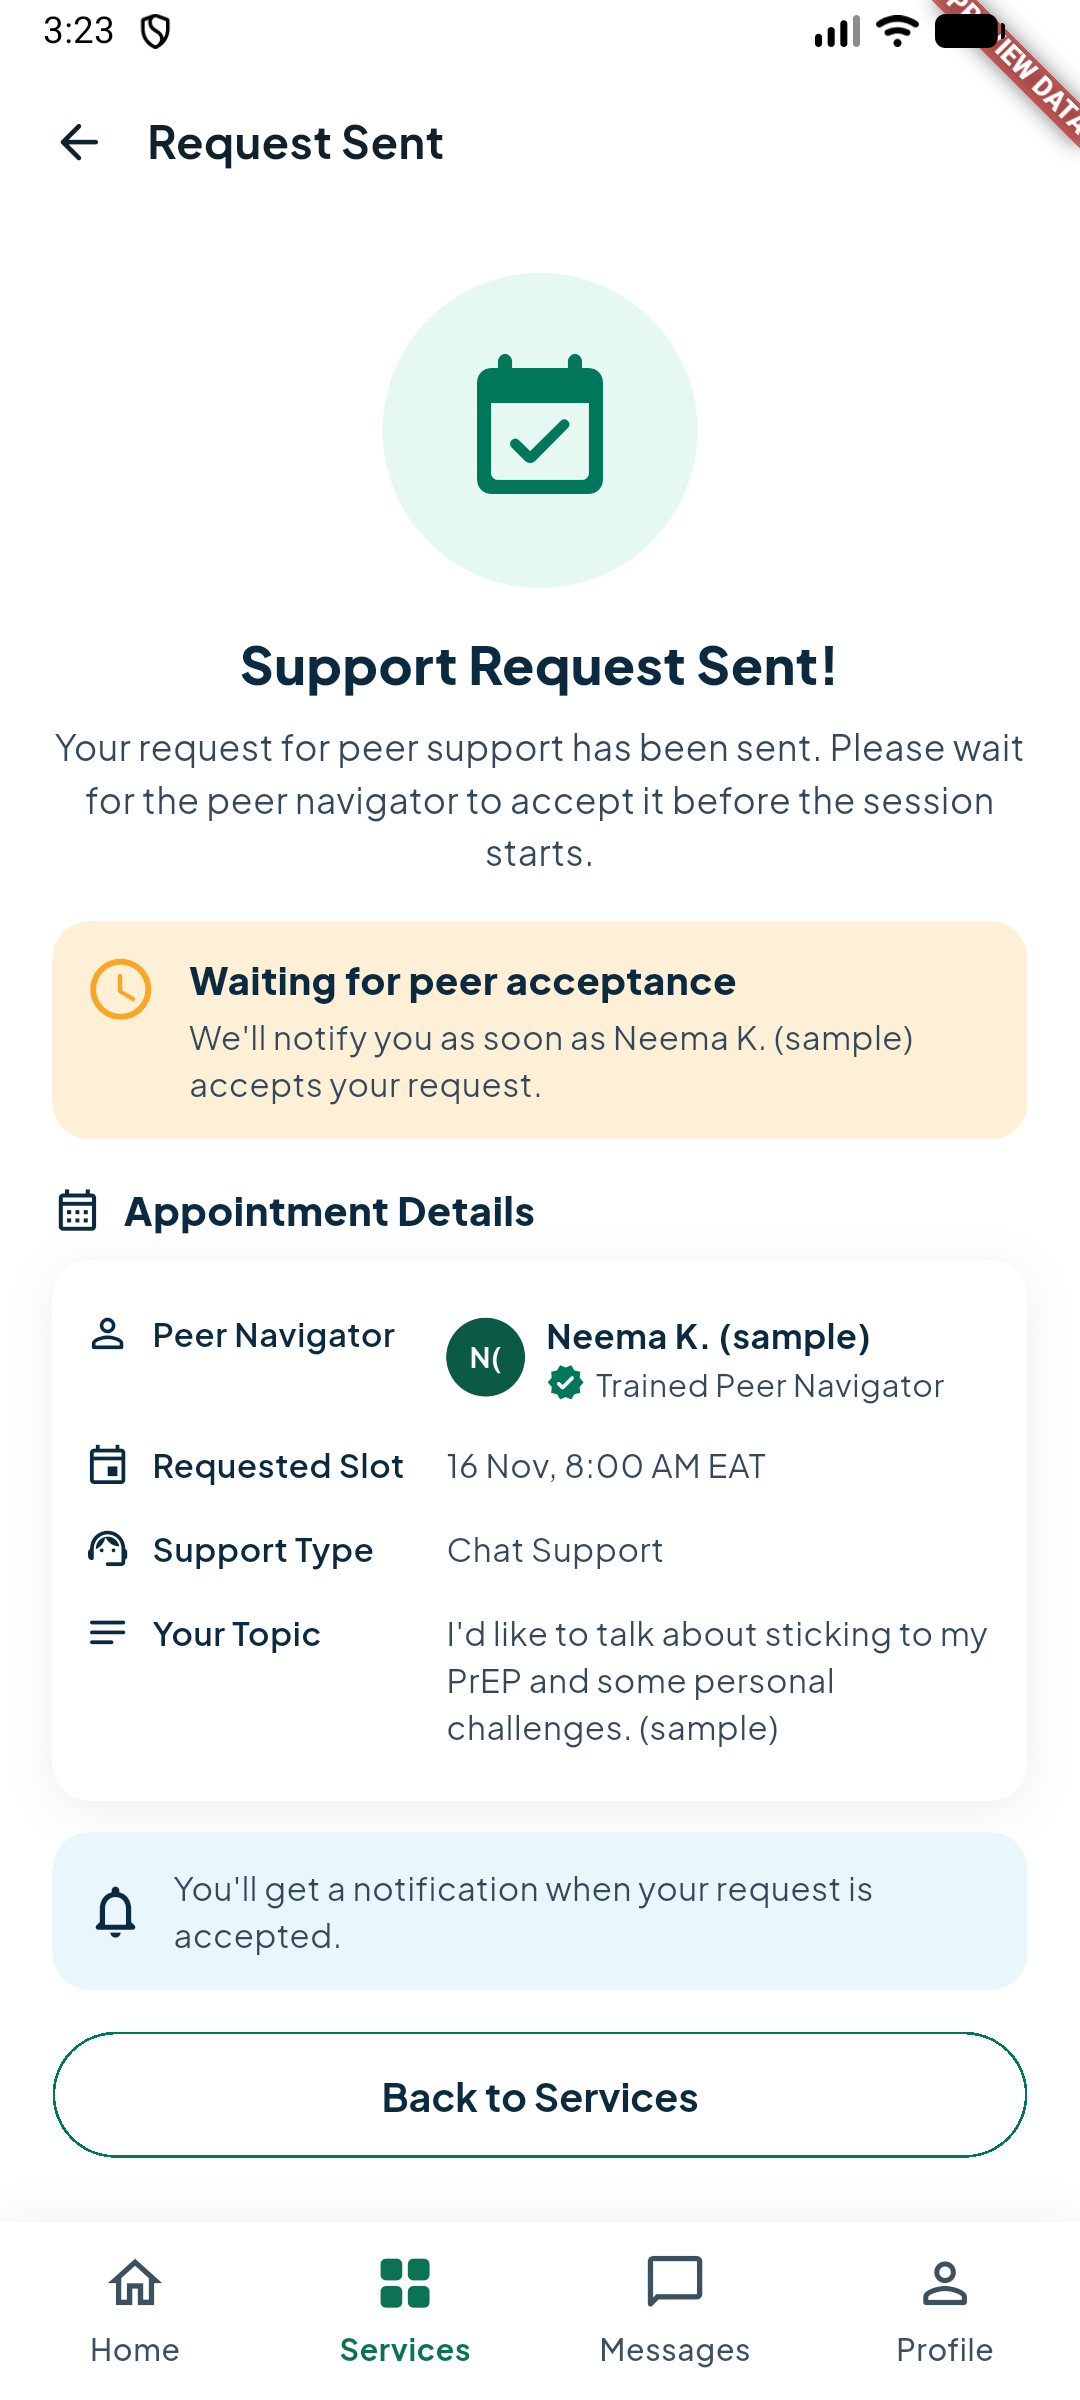 3:23
PREVIEW DATA
Request Sent
Support Request Sent!
Your request for peer support has been sent. Please wait
for the peer navigator to accept it before the session
starts.
Waiting for peer acceptance
We'll notify you as soon as Neema K. (sample)
accepts your request.
Appointment Details
Peer Navigator
N(
Neema K. (sample)
Trained Peer Navigator
Requested Slot
16 Nov, 8:00 AM EAT
Support Type
Chat Support
Your Topic
I'd like to talk about sticking to my
PrEP and some personal
challenges. (sample)
You'll get a notification when your request is
accepted.
Back to Services
Home
Services
Messages
Profile